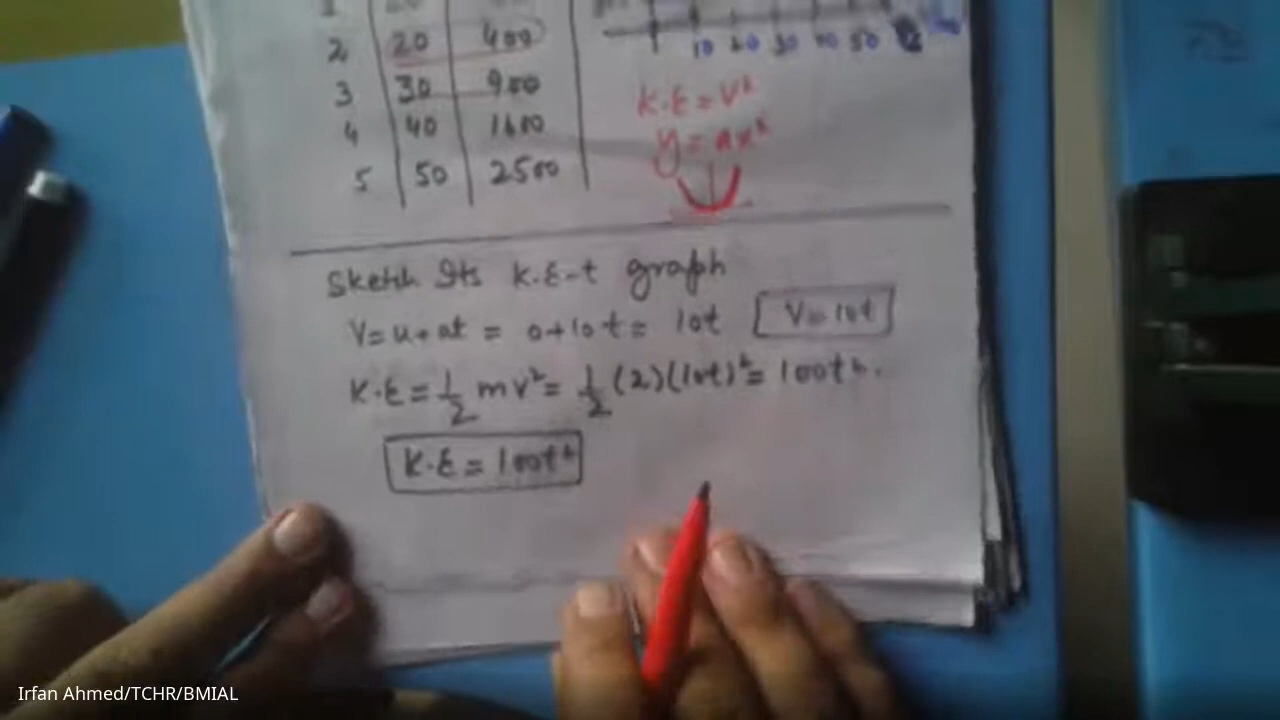 2 20 400
3 30 900
4 40 1600
5 50 2500
10 20 30 40 50
K.E = V²
y = ax²
Sketch Its K.E-t graph
V = u + at = 0 + 10t = 10t V = 10t
K.E = 1/2 mv² = 1/2 (2)(10t)² = 100t².
K.E = 100t²
Irfan Ahmed/TCHR/BMIAL